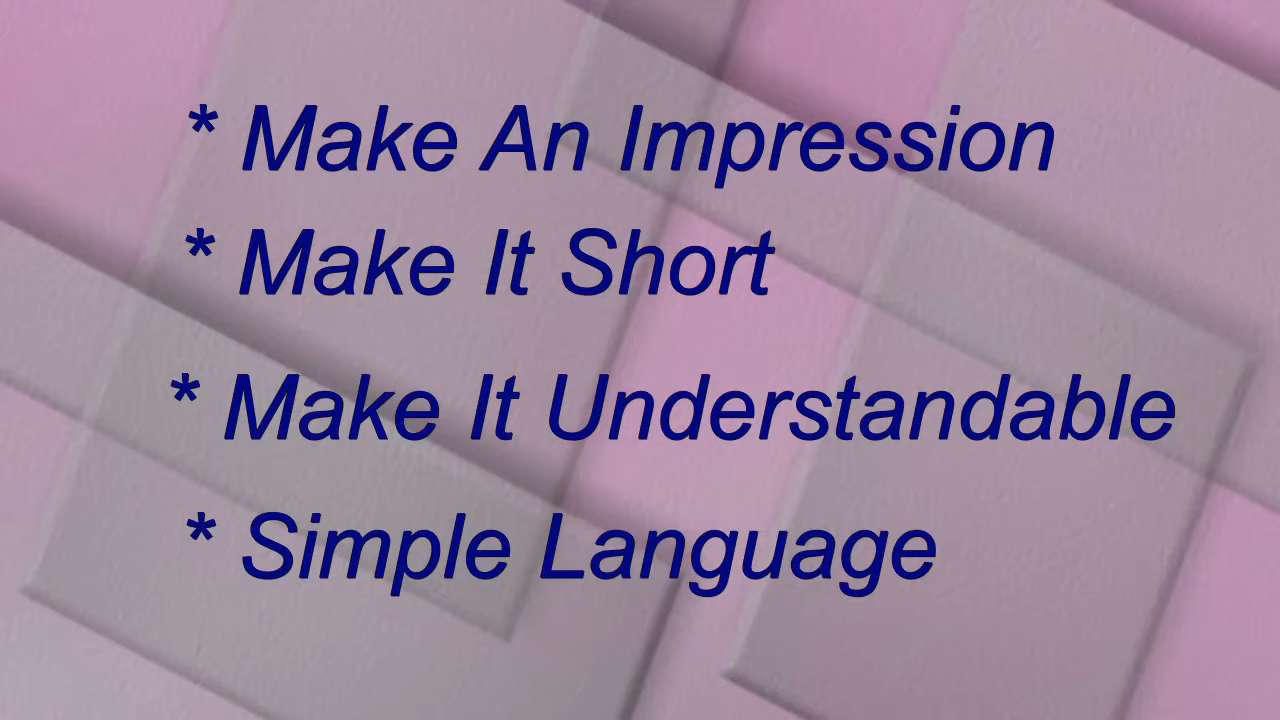 * Make An Impression
* Make It Short
* Make It Understandable
* Simple Language